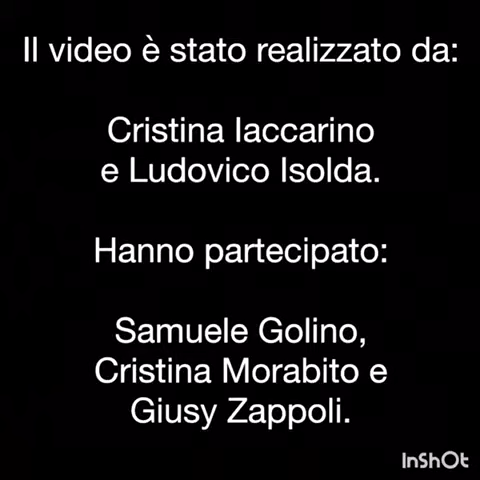 Il video è stato realizzato da:
Cristina Iaccarino
e Ludovico Isolda.
Hanno partecipato:
Samuele Golino,
Cristina Morabito e
Giusy Zappoli.
InShOt